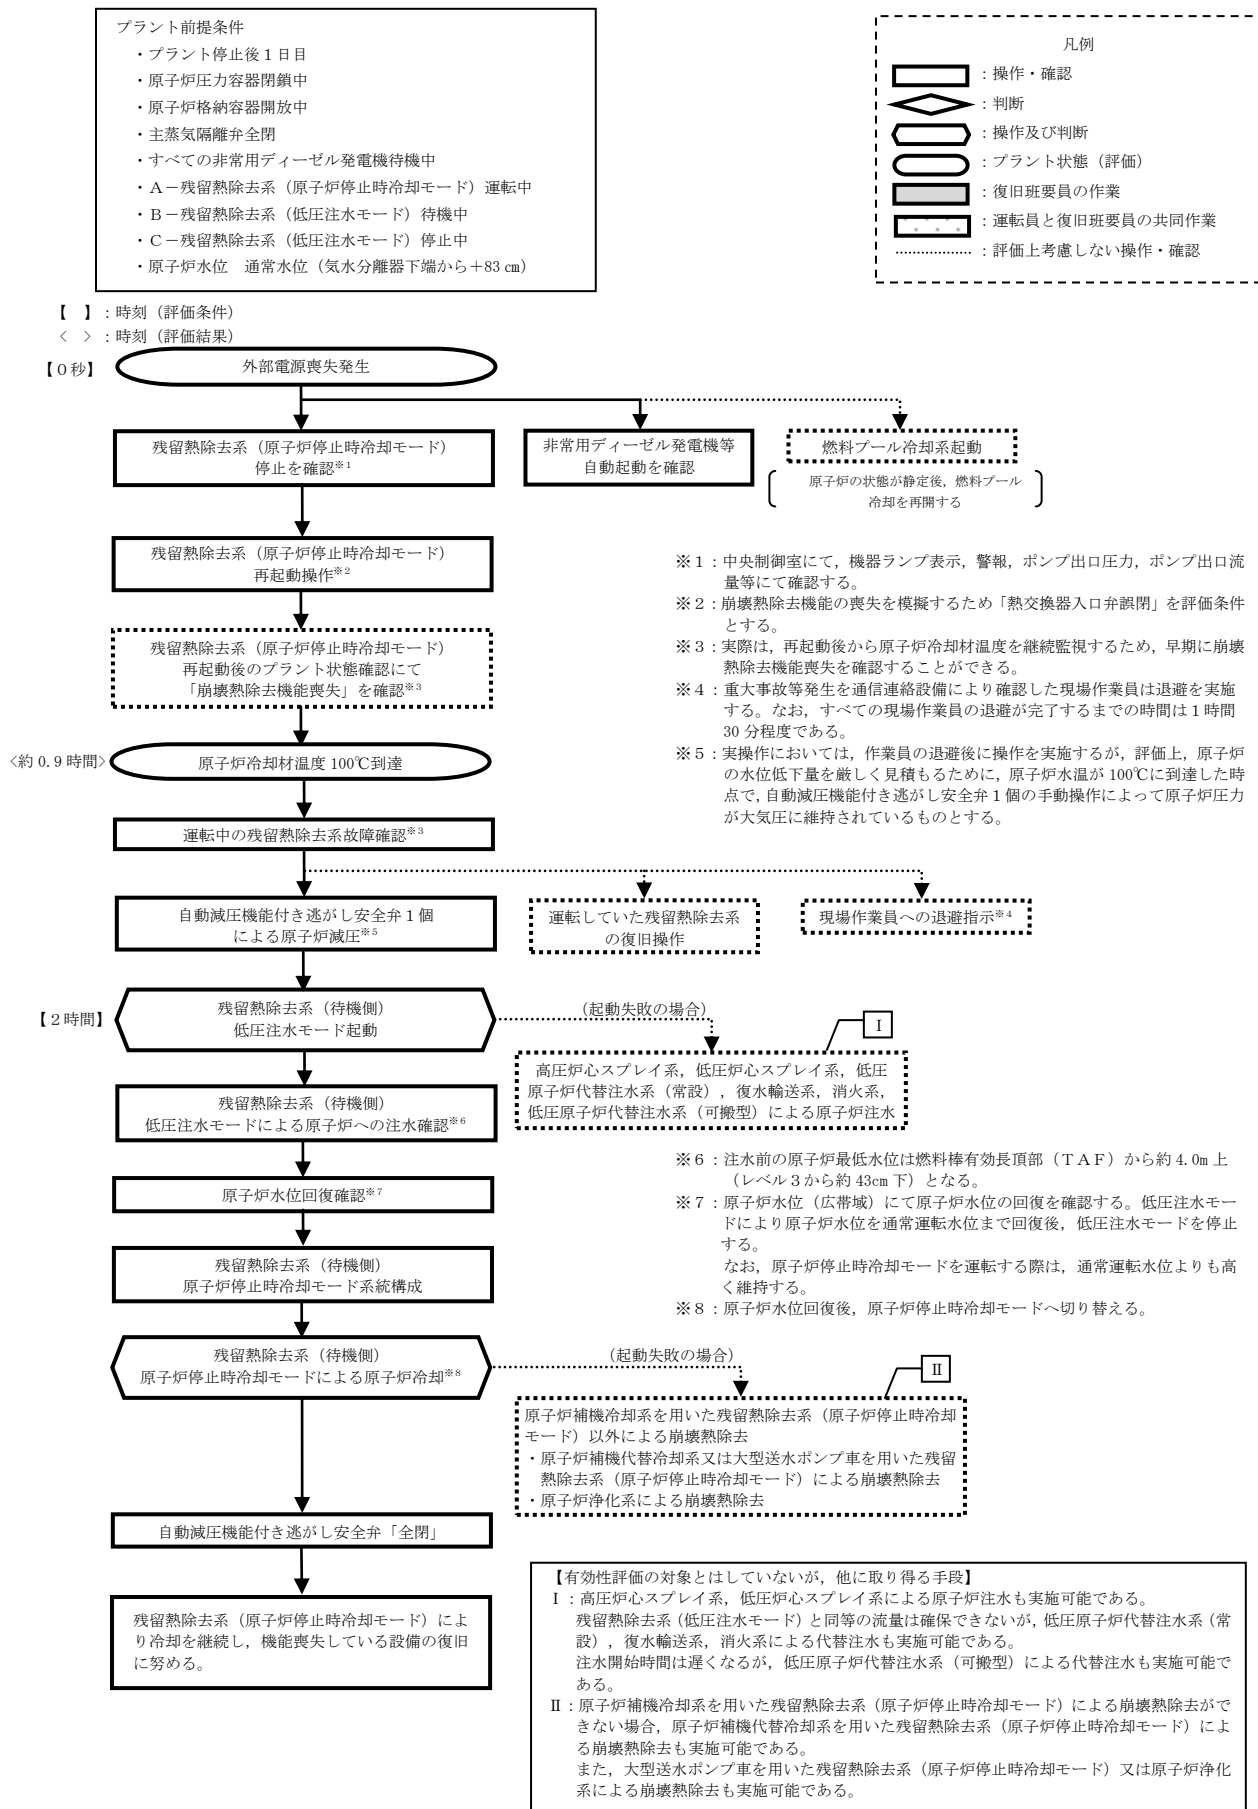 プラント前提条件
・プラント停止後１日目
・原子炉圧力容器閉鎖中
・原子炉格納容器開放中
・主蒸気隔離弁全閉
・すべての非常用ディーゼル発電機待機中
・Ａ－残留熱除去系（原子炉停止時冷却モード）運転中
・Ｂ－残留熱除去系（低圧注水モード）待機中
・Ｃ－残留熱除去系（低圧注水モード）停止中
・原子炉水位　通常水位（気水分離器下端から＋83 ㎝）
凡例
：操作・確認
：判断
：操作及び判断
：プラント状態（評価）
：復旧班要員の作業
：運転員と復旧班要員の共同作業
：評価上考慮しない操作・確認
【　】：時刻（評価条件）
＜　＞：時刻（評価結果）
【０秒】
外部電源喪失発生
残留熱除去系（原子炉停止時冷却モード）
停止を確認※１
非常用ディーゼル発電機等
自動起動を確認
燃料プール冷却系起動
原子炉の状態が静定後，燃料プール
冷却を再開する
残留熱除去系（原子炉停止時冷却モード）
再起動操作※２
残留熱除去系（原子炉停止時冷却モード）
再起動後のプラント状態確認にて
「崩壊熱除去機能喪失」を確認※３
※１：中央制御室にて，機器ランプ表示，警報，ポンプ出口圧力，ポンプ出口流
量等にて確認する。
※２：崩壊熱除去機能の喪失を模擬するため「熱交換器入口弁誤閉」を評価条件
とする。
※３：実際は，再起動後から原子炉冷却材温度を継続監視するため，早期に崩壊
熱除去機能喪失を確認することができる。
※４：重大事故等発生を通信連絡設備により確認した現場作業員は退避を実施
する。なお，すべての現場作業員の退避が完了するまでの時間は１時間
30 分程度である。
※５：実操作においては，作業員の退避後に操作を実施するが，評価上，原子炉
の水位低下量を厳しく見積もるために，原子炉水温が 100℃に到達した時
点で，自動減圧機能付き逃がし安全弁１個の手動操作によって原子炉圧力
が大気圧に維持されているものとする。
<約 0.9 時間>
原子炉冷却材温度 100℃到達
運転中の残留熱除去系故障確認※３
自動減圧機能付き逃がし安全弁１個
による原子炉減圧※５
運転していた残留熱除去系
の復旧操作
現場作業員への退避指示※４
【２時間】
残留熱除去系（待機側）
低圧注水モード起動
（起動失敗の場合）
Ⅰ
高圧炉心スプレイ系，低圧炉心スプレイ系，低圧
原子炉代替注水系（常設），復水輸送系，消火系，
低圧原子炉代替注水系（可搬型）による原子炉注水
残留熱除去系（待機側）
低圧注水モードによる原子炉への注水確認※６
原子炉水位回復確認※７
残留熱除去系（待機側）
原子炉停止時冷却モード系統構成
※６：注水前の原子炉最低水位は燃料棒有効長頂部（ＴＡＦ）から約 4.0m 上
（レベル３から約 43cm 下）となる。
※７：原子炉水位（広帯域）にて原子炉水位の回復を確認する。低圧注水モー
ドにより原子炉水位を通常運転水位まで回復後，低圧注水モードを停止
する。
なお，原子炉停止時冷却モードを運転する際は，通常運転水位よりも高
く維持する。
※８：原子炉水位回復後，原子炉停止時冷却モードへ切り替える。
残留熱除去系（待機側）
原子炉停止時冷却モードによる原子炉冷却※８
（起動失敗の場合）
Ⅱ
原子炉補機冷却系を用いた残留熱除去系（原子炉停止時冷却
モード）以外による崩壊熱除去
・原子炉補機代替冷却系又は大型送水ポンプ車を用いた残留
熱除去系（原子炉停止時冷却モード）による崩壊熱除去
・原子炉浄化系による崩壊熱除去
自動減圧機能付き逃がし安全弁「全閉」
残留熱除去系（原子炉停止時冷却モード）によ
り冷却を継続し，機能喪失している設備の復旧
に努める。
【有効性評価の対象とはしていないが，他に取り得る手段】
Ⅰ：高圧炉心スプレイ系，低圧炉心スプレイ系による原子炉注水も実施可能である。
残留熱除去系（低圧注水モード）と同等の流量は確保できないが，低圧原子炉代替注水系（常
設），復水輸送系，消火系による代替注水も実施可能である。
注水開始時間は遅くなるが，低圧原子炉代替注水系（可搬型）による代替注水も実施可能で
ある。
Ⅱ：原子炉補機冷却系を用いた残留熱除去系（原子炉停止時冷却モード）による崩壊熱除去がで
きない場合，原子炉補機代替冷却系を用いた残留熱除去系（原子炉停止時冷却モード）によ
る崩壊熱除去も実施可能である。
また，大型送水ポンプ車を用いた残留熱除去系（原子炉停止時冷却モード）又は原子炉浄化
系による崩壊熱除去も実施可能である。